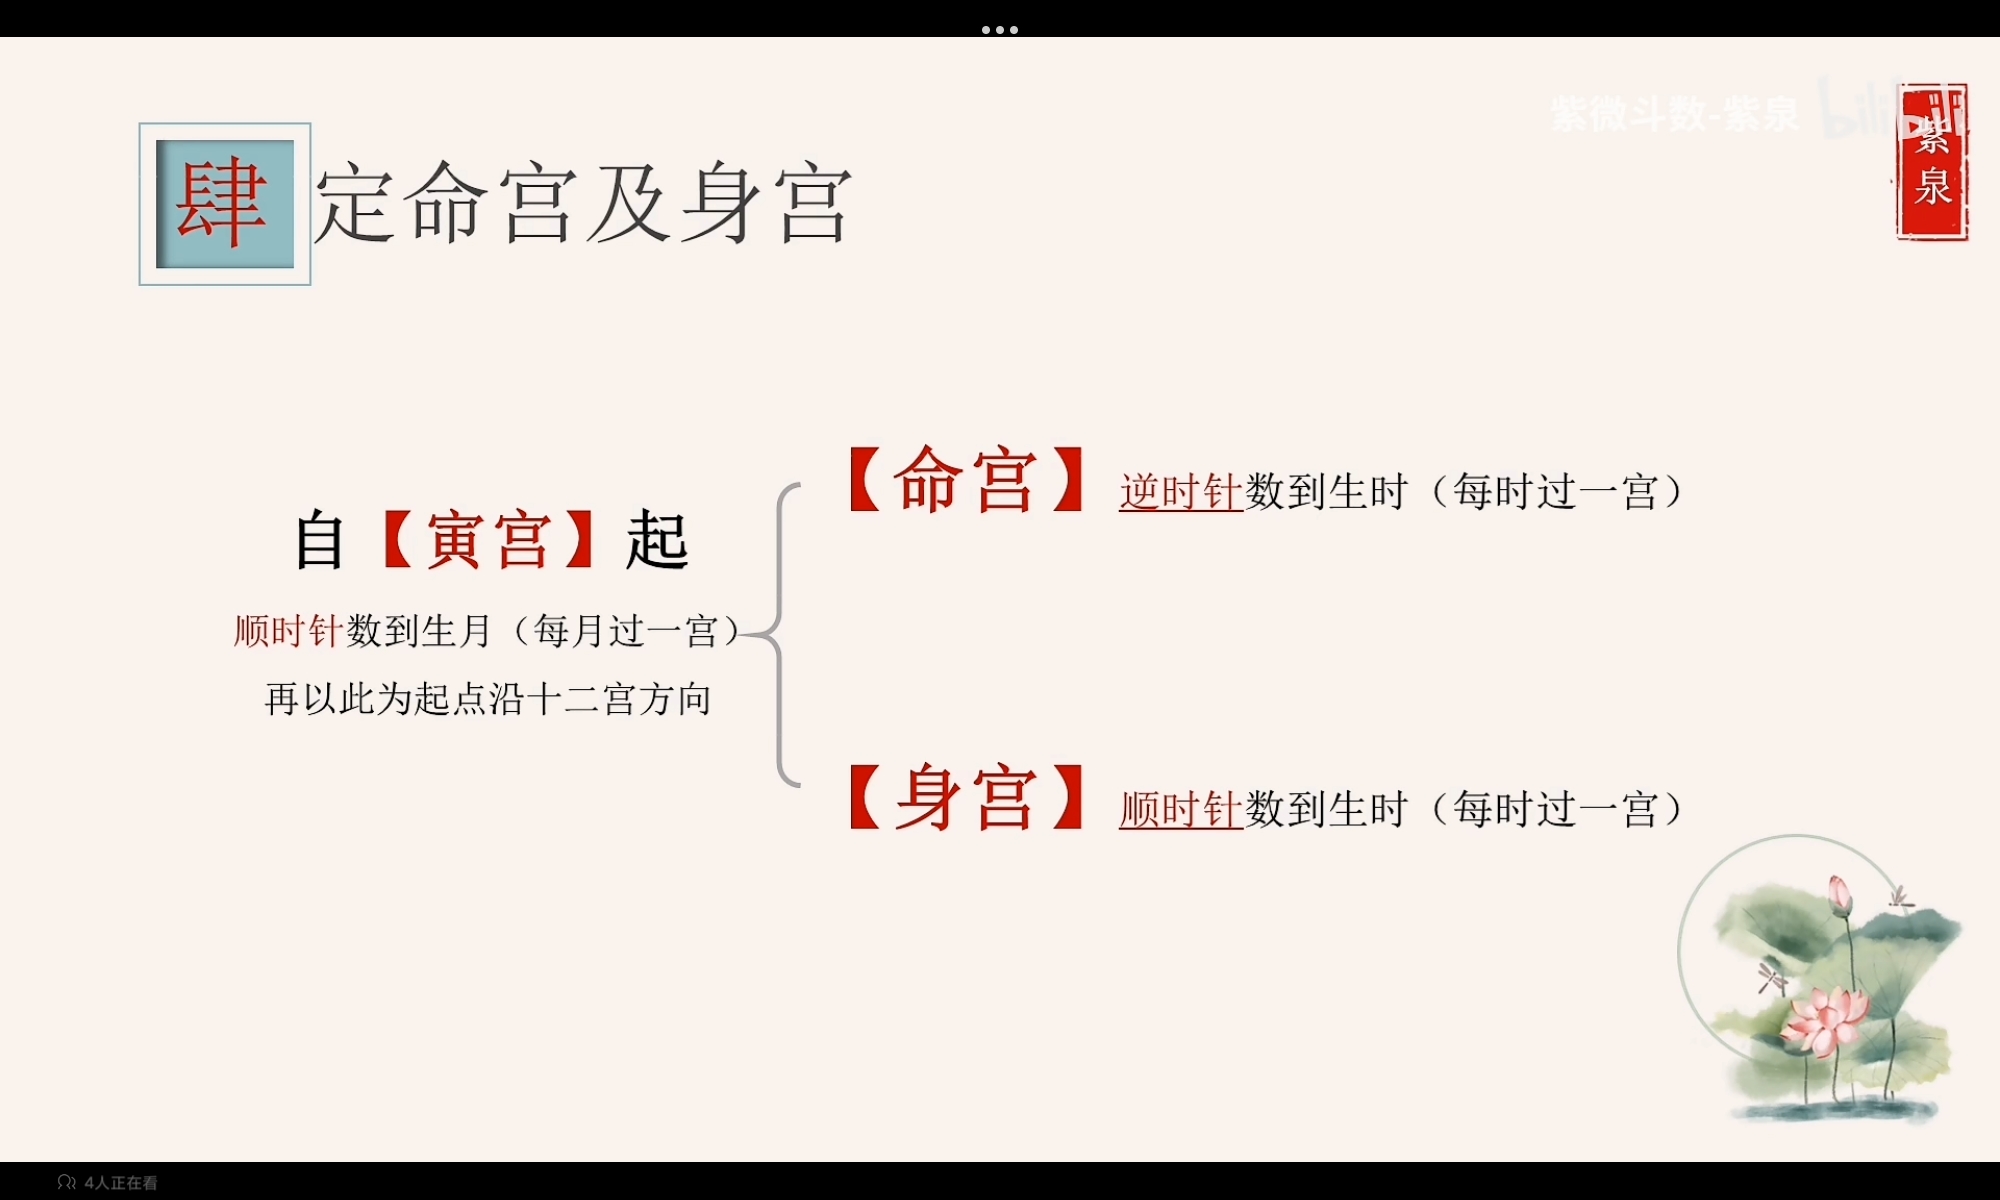 紫微斗数-紫泉 bilibili
紫泉
肆 定命宫及身宫
自【寅宫】起
顺时针数到生月（每月过一宫）
再以此为起点沿十二宫方向
【命宫】逆时针数到生时（每时过一宫）
【身宫】顺时针数到生时（每时过一宫）
4人正在看